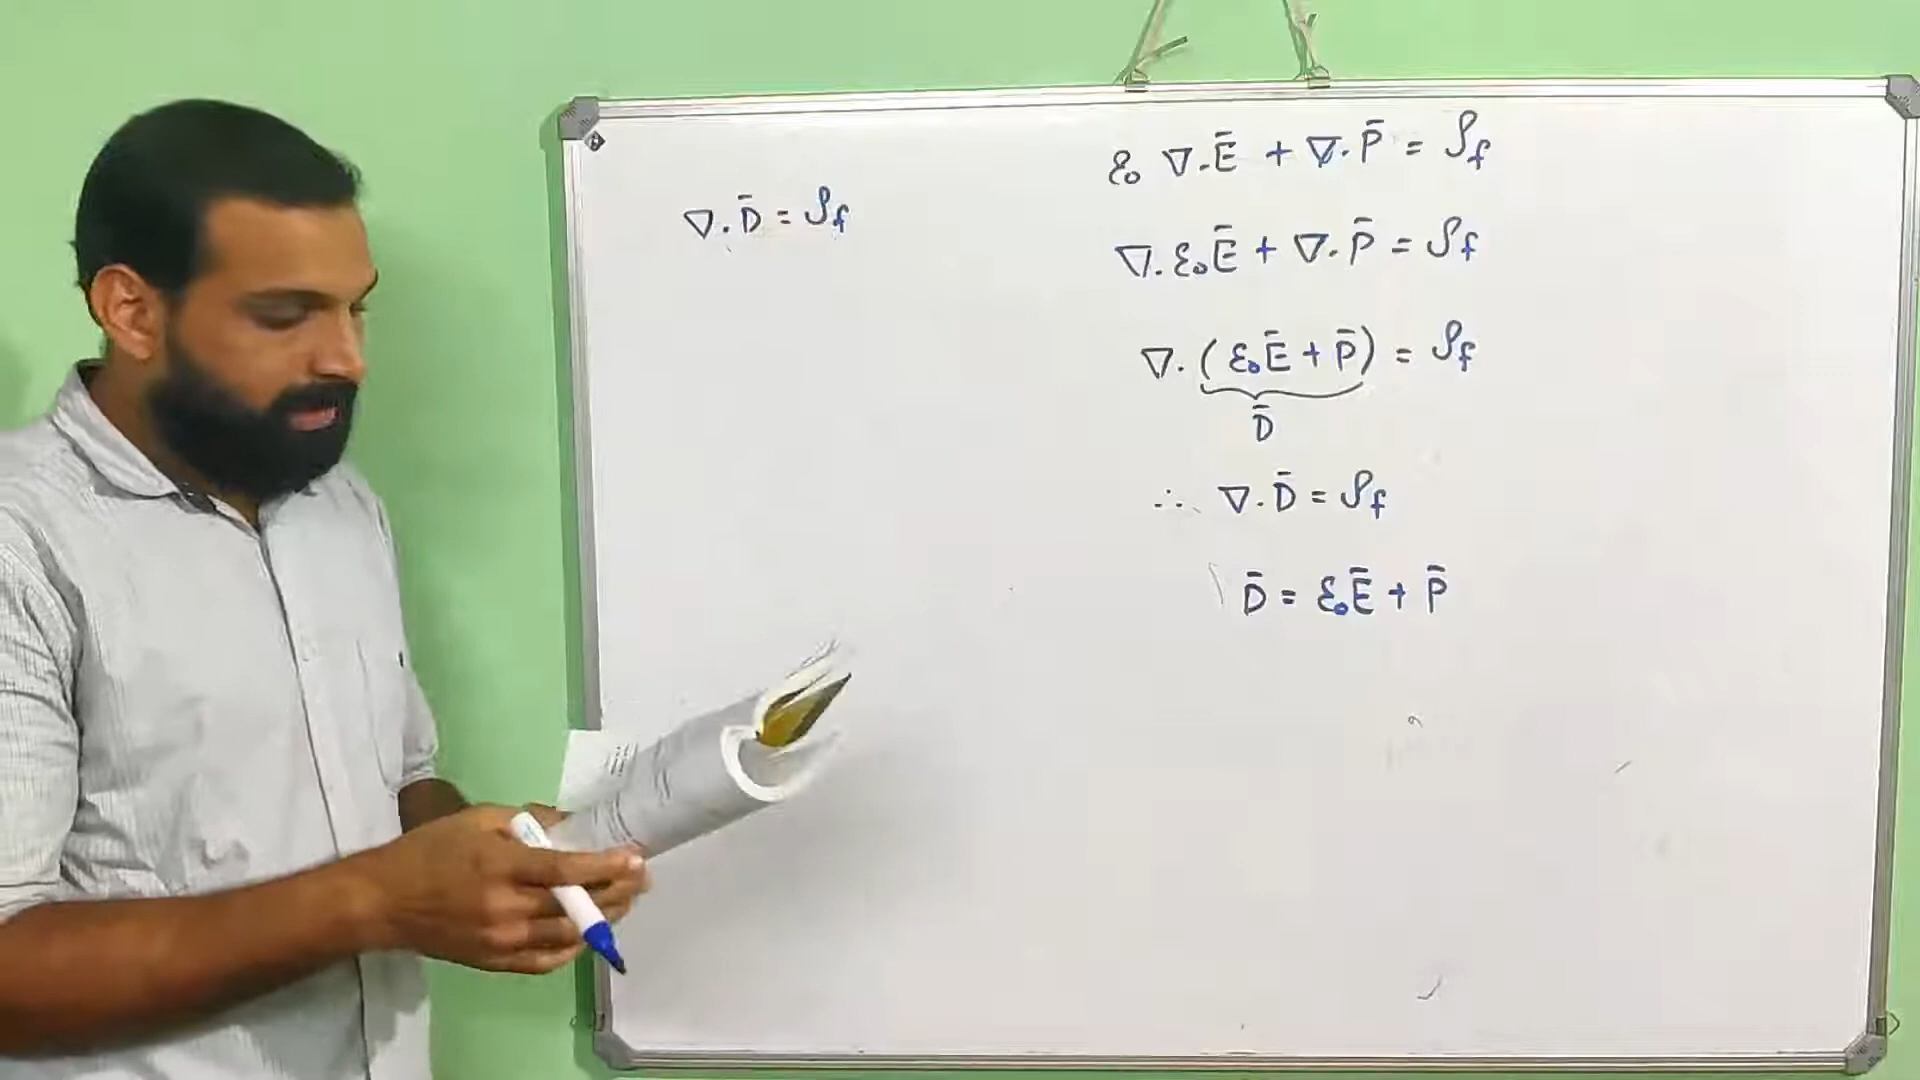 ∇.D̄ = ρf
ε₀ ∇.Ē + ∇.P̄ = ρf
∇.ε₀Ē + ∇.P̄ = ρf
∇.(ε₀Ē + P̄) = ρf
D̄
∴ ∇.D̄ = ρf
D̄ = ε₀Ē + P̄